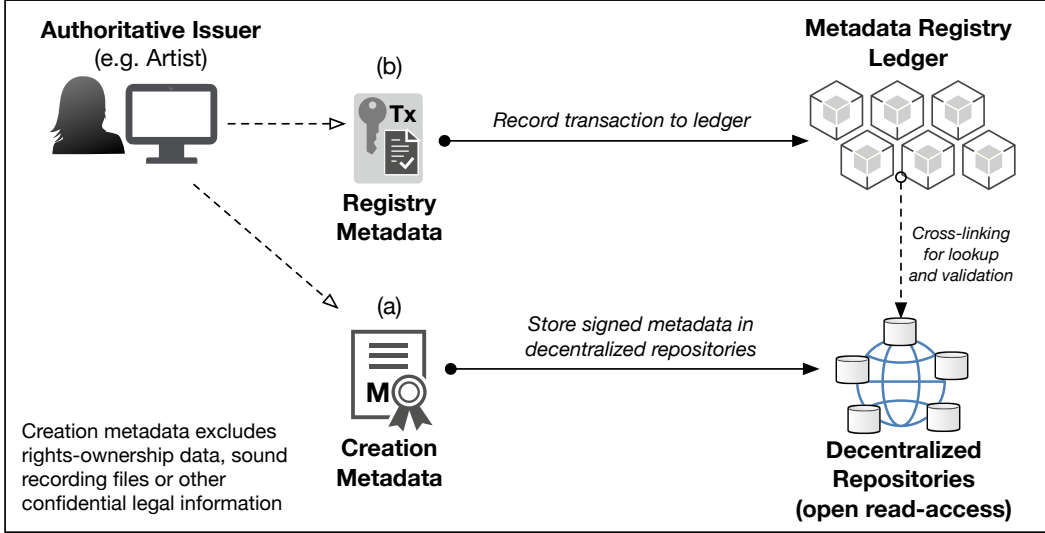 Authoritative Issuer
(e.g. Artist)
(b)
Tx
Registry
Metadata
Record transaction to ledger
Metadata Registry
Ledger
Cross-linking
for lookup
and validation
(a)
M
Creation
Metadata
Store signed metadata in
decentralized repositories
Decentralized
Repositories
(open read-access)
Creation metadata excludes
rights-ownership data, sound
recording files or other
confidential legal information